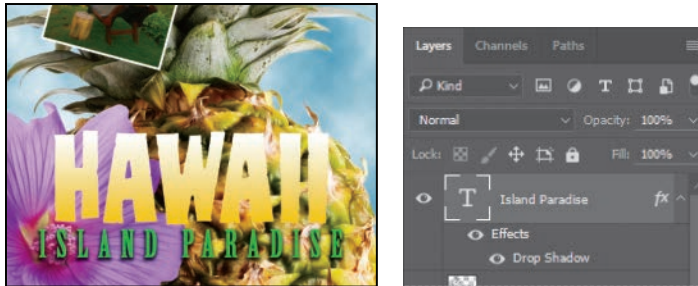 HAWAII
ISLAND PARADISE
Layers Channels Paths
Kind T
Normal Opacity: 100%
Lock: Fill: 100%
T Island Paradise fx
Effects
Drop Shadow